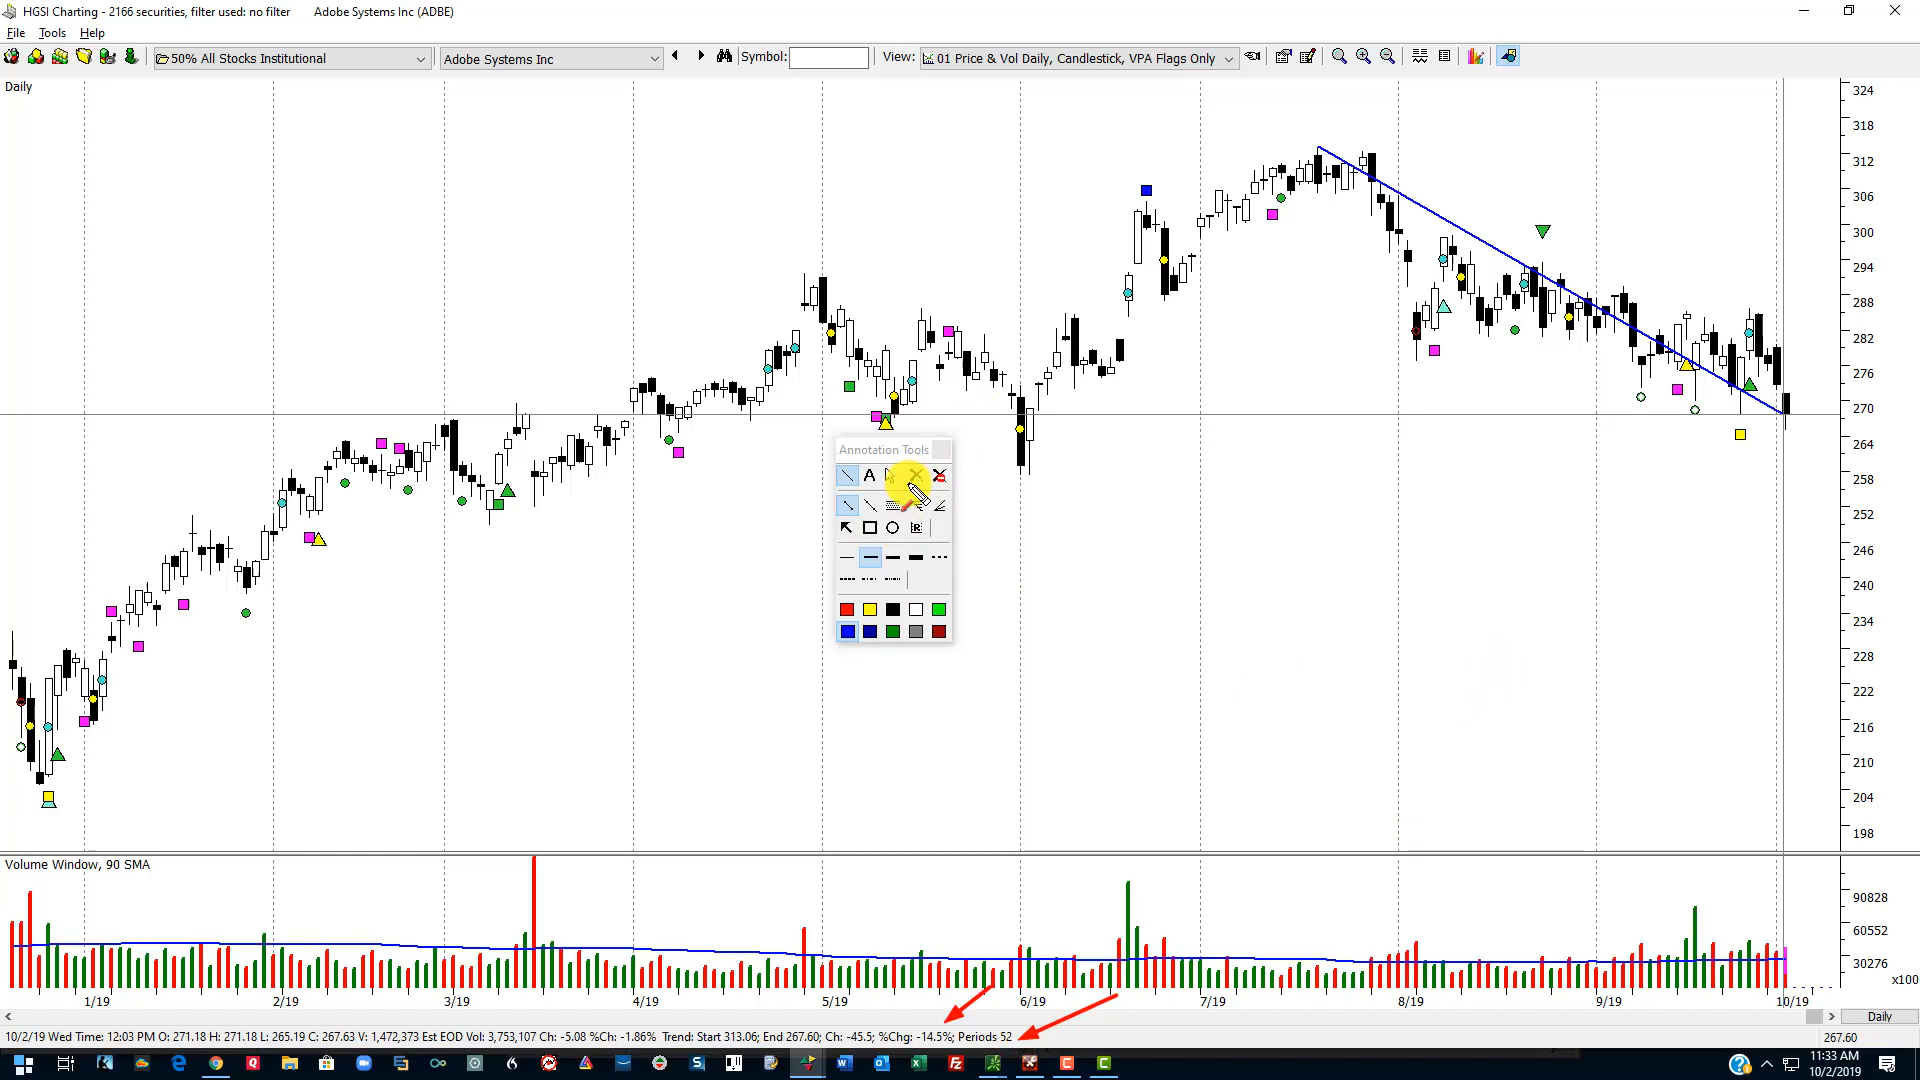 HGSI Charting - 2166 securities, filter used: no filter Adobe Systems Inc (ADBE)
File Tools Help
50% All Stocks Institutional Adobe Systems Inc Symbol: View: 01 Price & Vol Daily, Candlestick, VPA Flags Only
Daily
324
318
312
306
300
294
288
282
276
270
264
258
252
246
240
234
228
222
216
210
204
198
Annotation Tools
A
R
Volume Window, 90 SMA
90828
60552
30276
x100
1/19 2/19 3/19 4/19 5/19 6/19 7/19 8/19 9/19 10/19
Daily
10/2/19 Wed Time: 12:03 PM O: 271.18 H: 271.18 L: 265.19 C: 267.63 V: 1,472,373 Est EOD Vol: 3,753,107 Ch: -5.08 %Ch: -1.86% Trend: Start 313.06; End 267.60; Ch: -45.5; %Chg: -14.5%; Periods 52 267.60
11:33 AM
10/2/2019